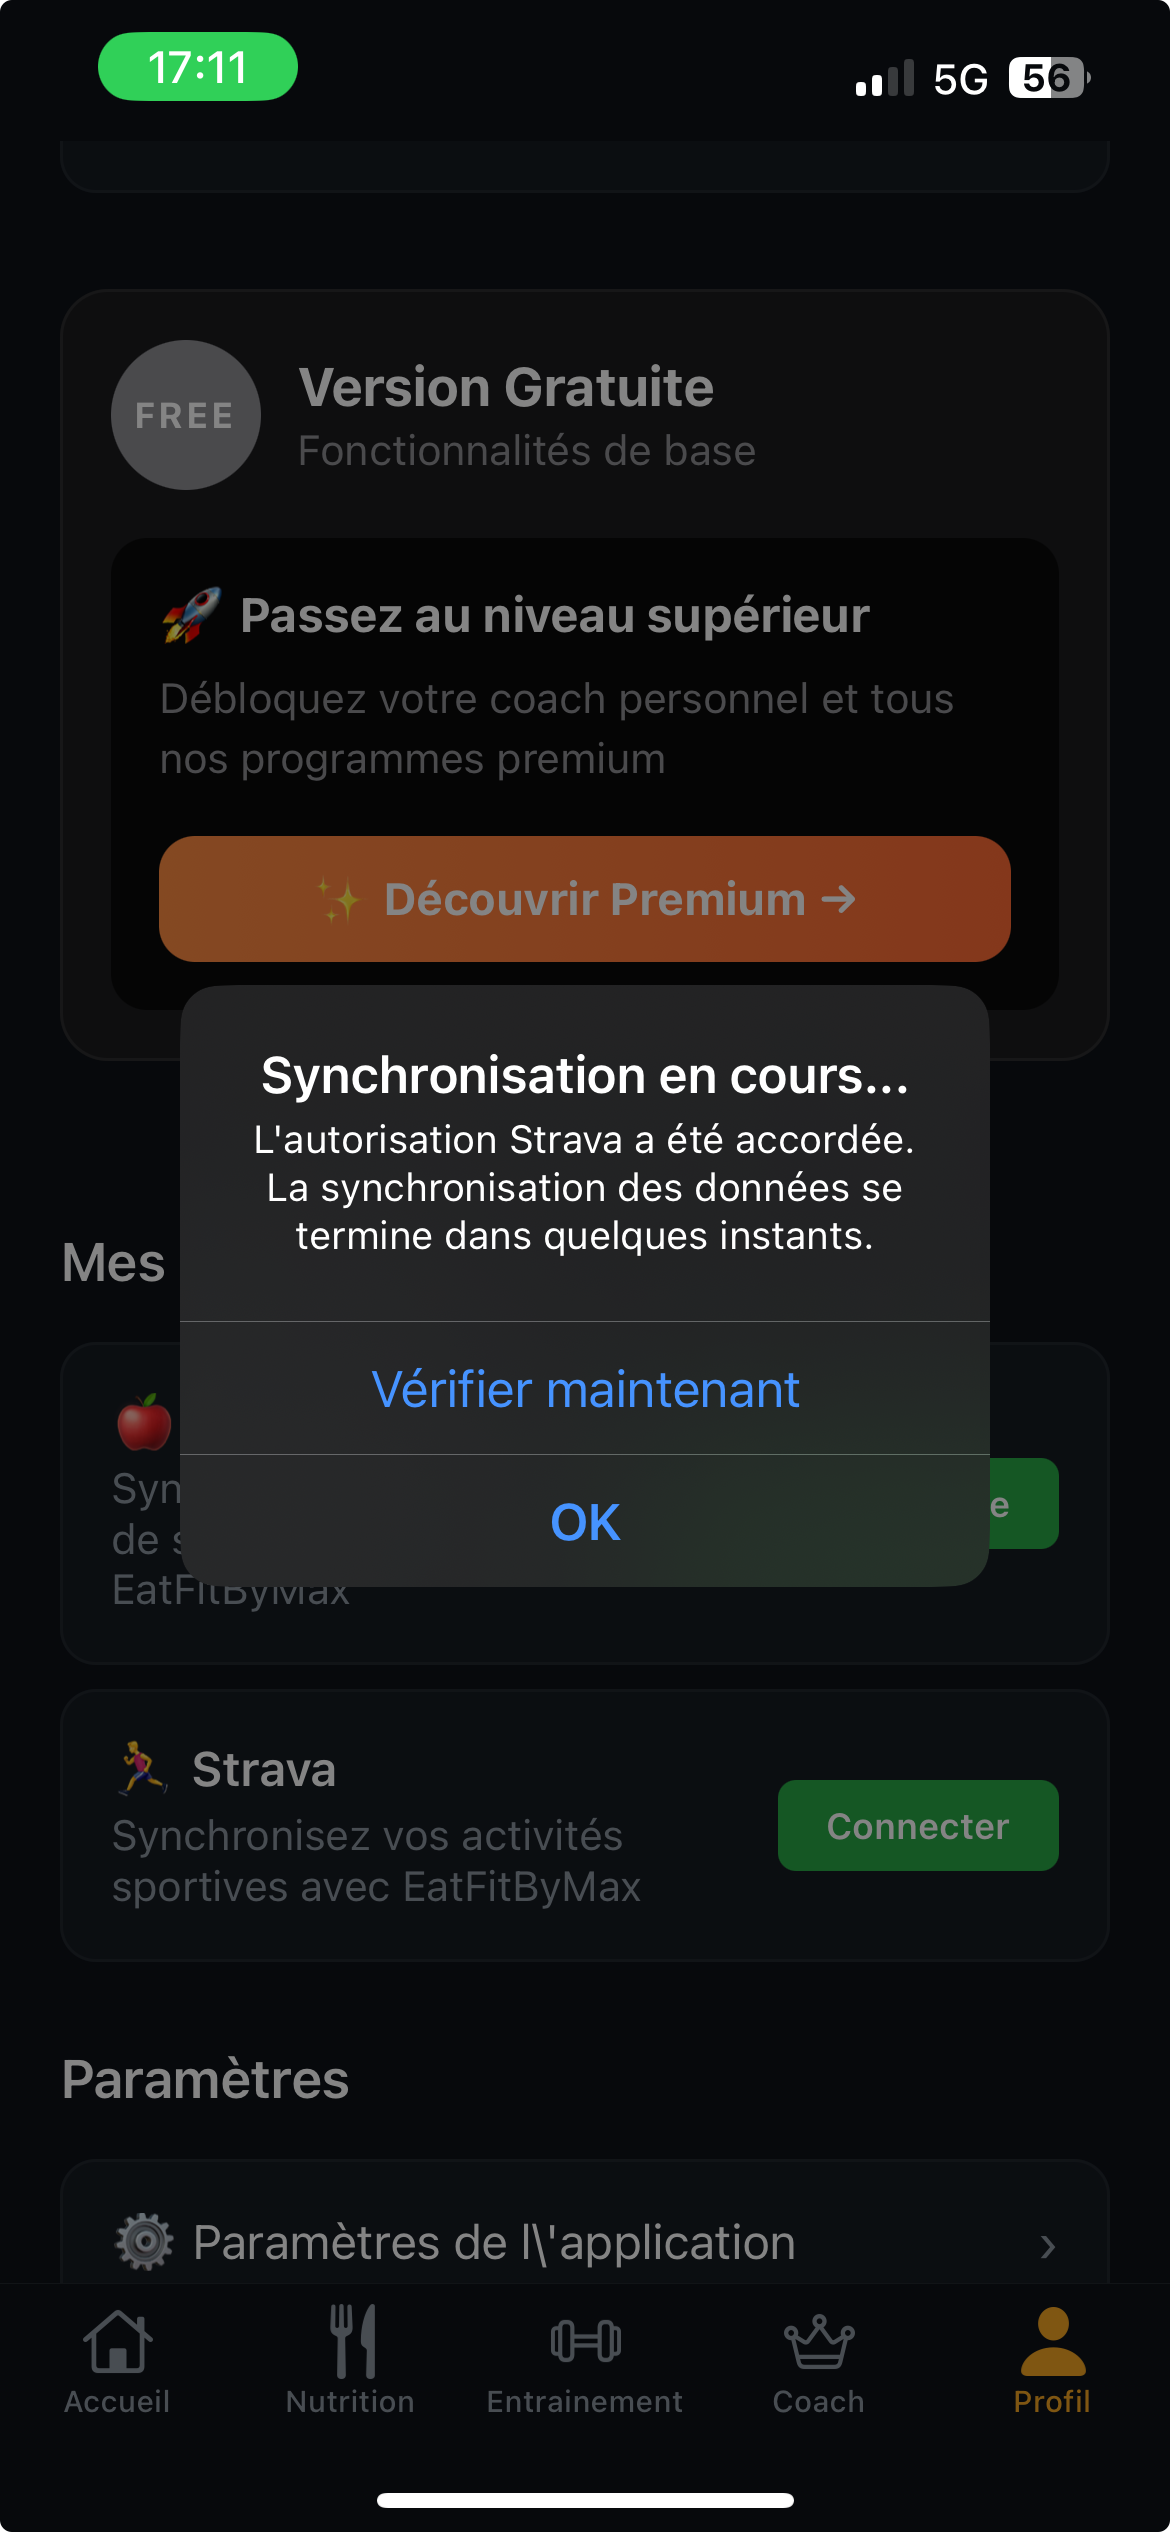 17:11
5G 56
FREE
Version Gratuite
Fonctionnalités de base
🚀 Passez au niveau supérieur
Débloquez votre coach personnel et tous
nos programmes premium
✨ Découvrir Premium →
Synchronisation en cours...
L'autorisation Strava a été accordée.
La synchronisation des données se
termine dans quelques instants.
Vérifier maintenant
OK
Mes
de
EatFitByMax
Strava
Connecter
Synchronisez vos activités
sportives avec EatFitByMax
Paramètres
Paramètres de l\'application ›
Accueil
Nutrition
Entrainement
Coach
Profil